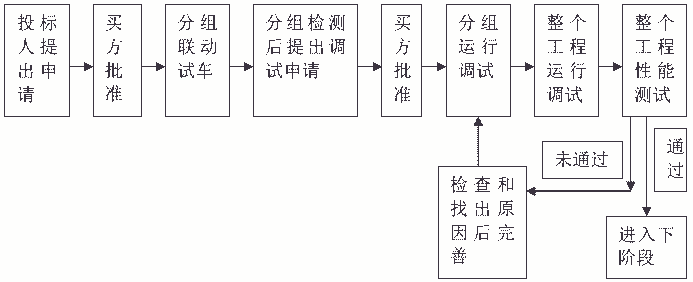 投标
人提
出申
请
买
方
批
准
分组
联动
试车
分组检测
后提出调
试申请
买
方
批
准
分组
运行
调试
整个
工程
运行
调试
整个
工程
性能
测试
未通过
通
过
检查和
找出原
因后完
善
进入下
阶段